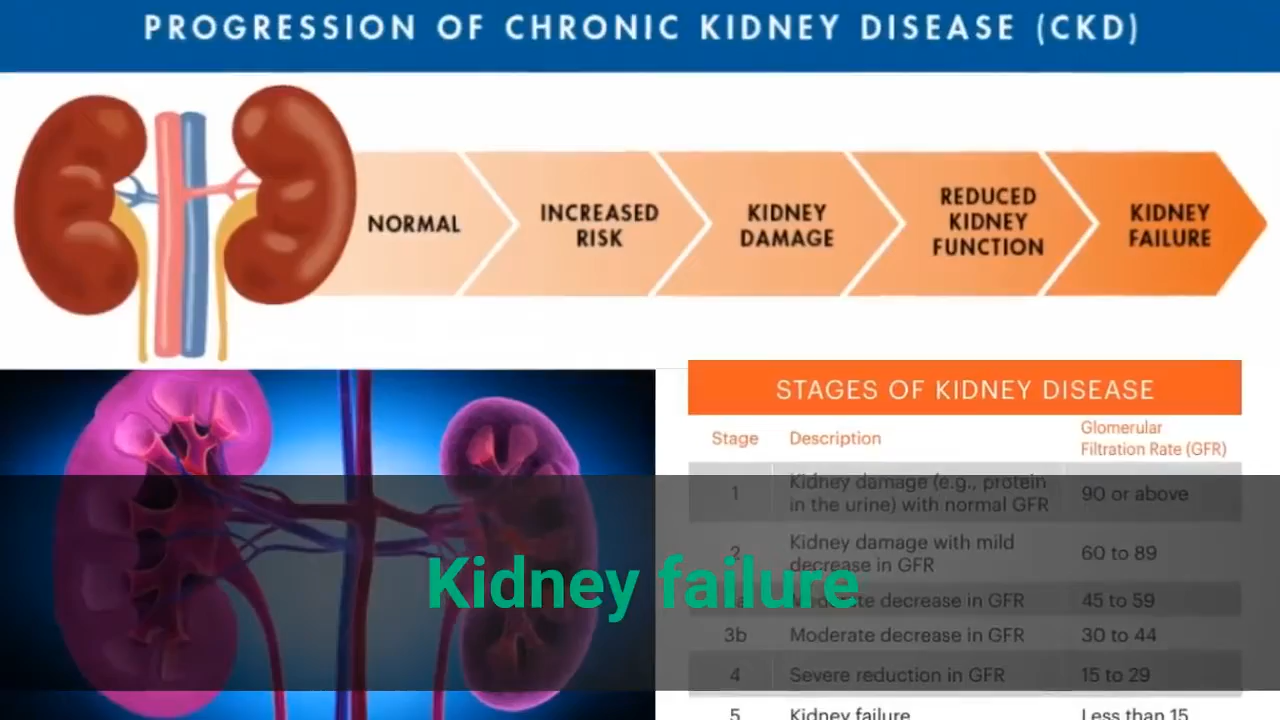 PROGRESSION OF CHRONIC KIDNEY DISEASE (CKD)
NORMAL
INCREASED
RISK
KIDNEY
DAMAGE
REDUCED
KIDNEY
FUNCTION
KIDNEY
FAILURE
STAGES OF KIDNEY DISEASE
Stage Description Glomerular
Filtration Rate (GFR)
1 Kidney damage (e.g., protein
in the urine) with normal GFR 90 or above
2 Kidney damage with mild
decrease in GFR 60 to 89
decrease in GFR 45 to 59
3b Moderate decrease in GFR 30 to 44
4 Severe reduction in GFR 15 to 29
5 Kidney failure Less than 15
Kidney failure